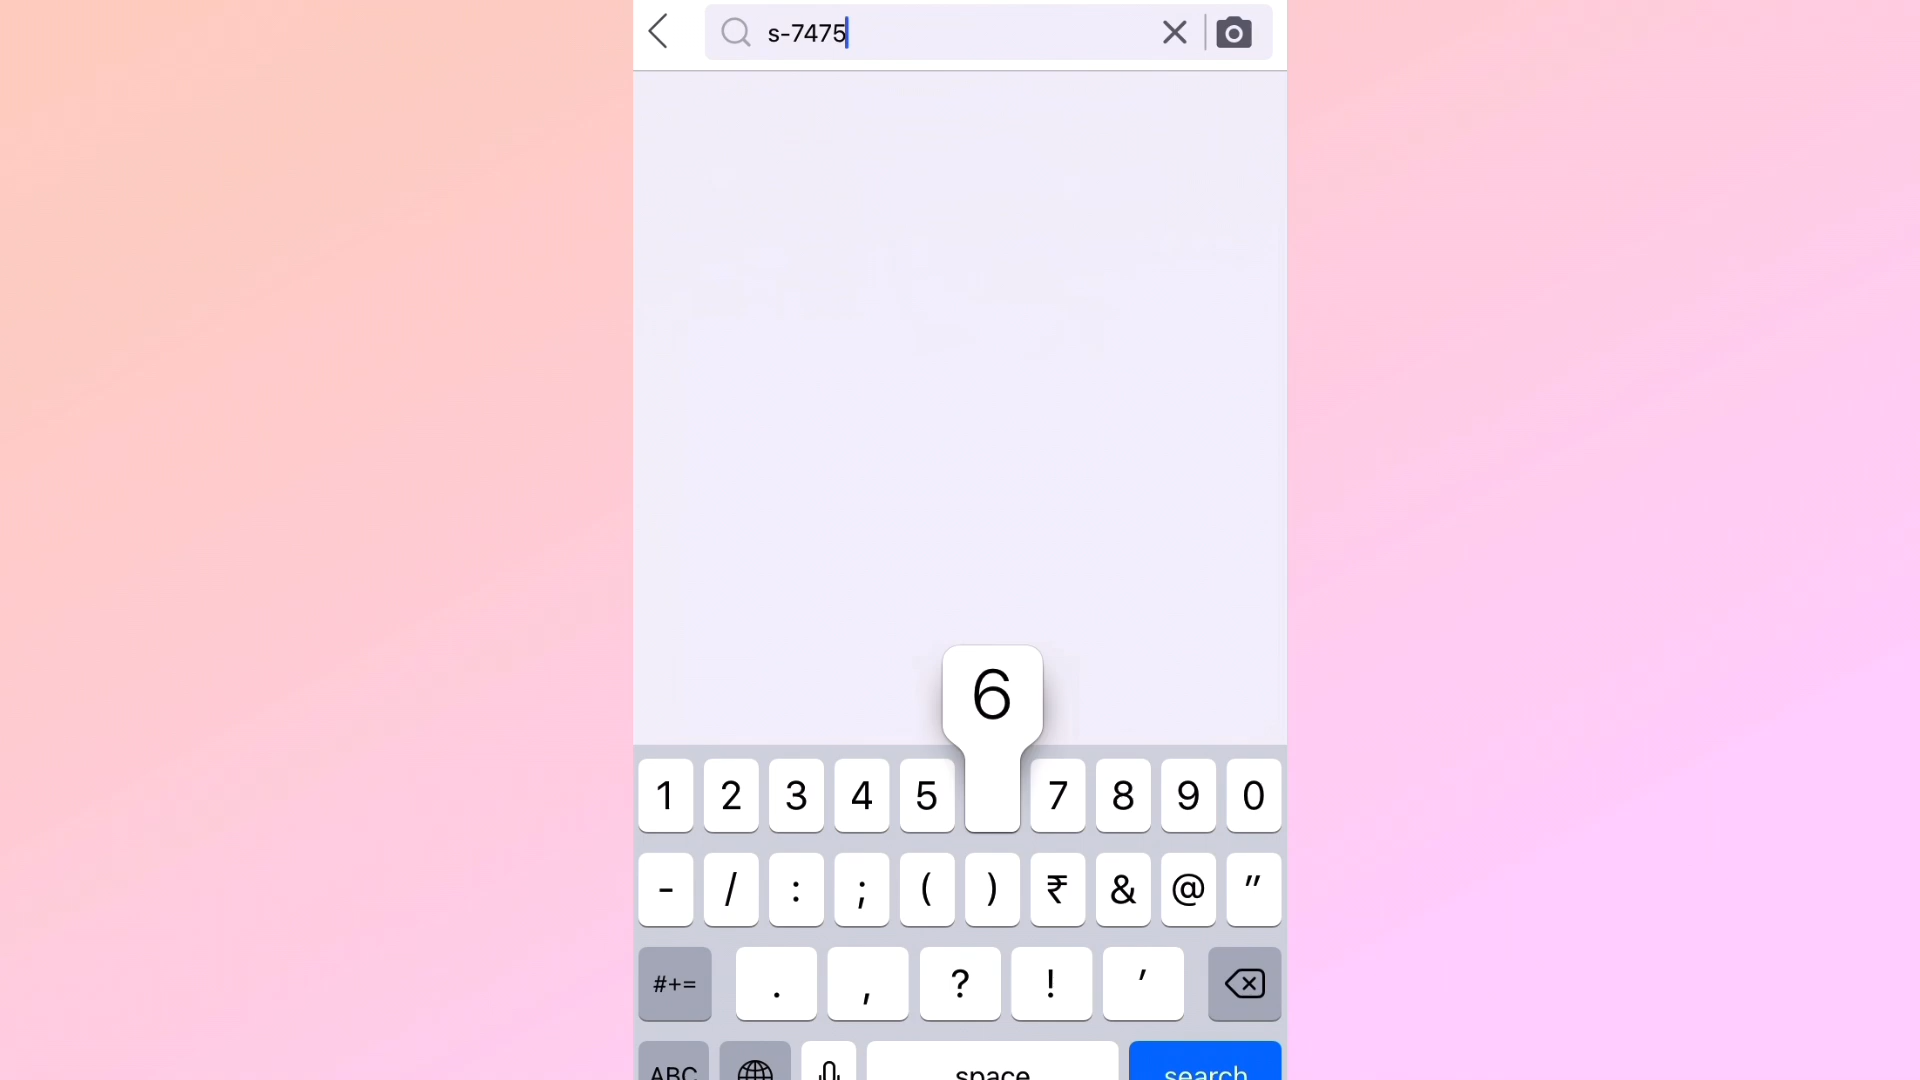 s-7475
6
1 2 3 4 5 7 8 9 0
- / : ; ( ) ₹ & @ "
#+= . , ? ! '
ABC space search